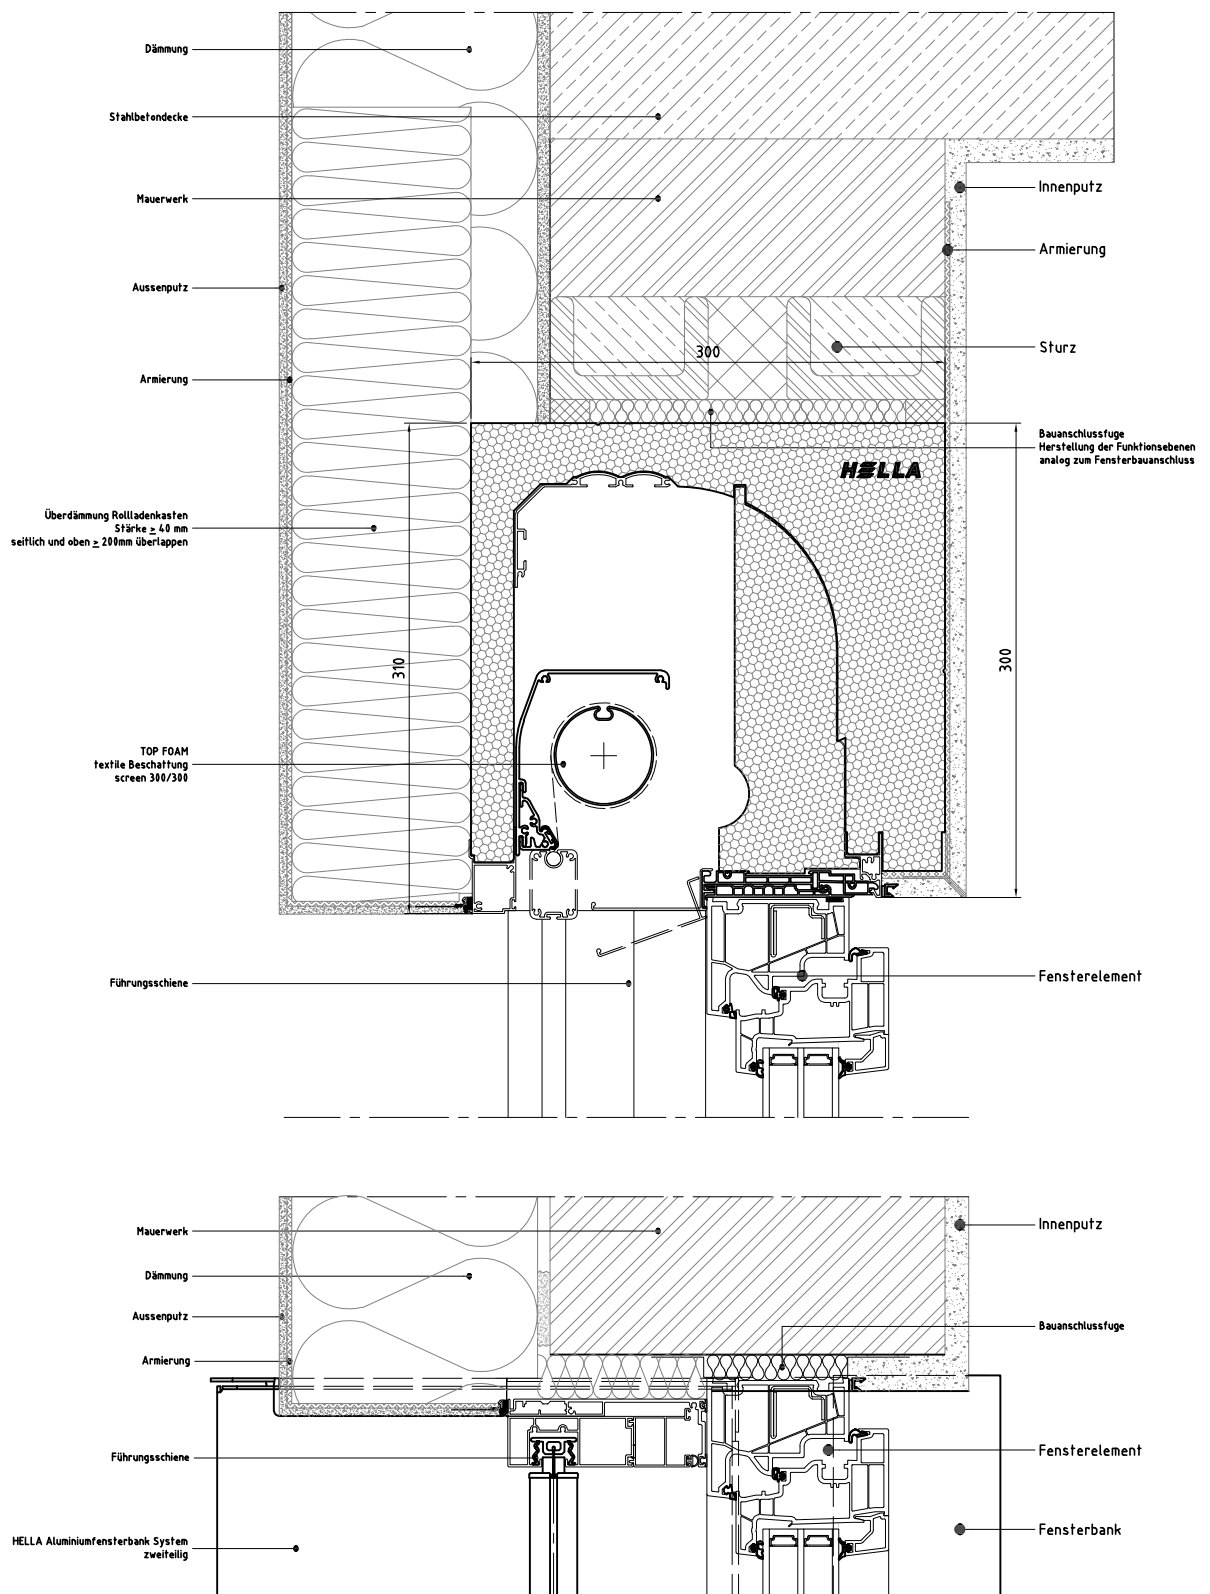 Dämmung
Stahlbetondecke
Mauerwerk
Innenputz
Armierung
Aussenputz
Sturz
300
Armierung
Bauanschlussfuge
Herstellung der Funktionsebenen
analog zum Fensterbauanschluss
HELLA
Überdämmung Rollladenkasten
Stärke ≥ 40 mm
seitlich und oben ≥ 200mm überlappen
310
300
TOP FOAM
textile Beschattung
screen 300/300
Führungsschiene
Fensterelement
Mauerwerk
Innenputz
Dämmung
Aussenputz
Bauanschlussfuge
Armierung
Führungsschiene
Fensterelement
HELLA Aluminiumfensterbank System
zweiteilig
Fensterbank